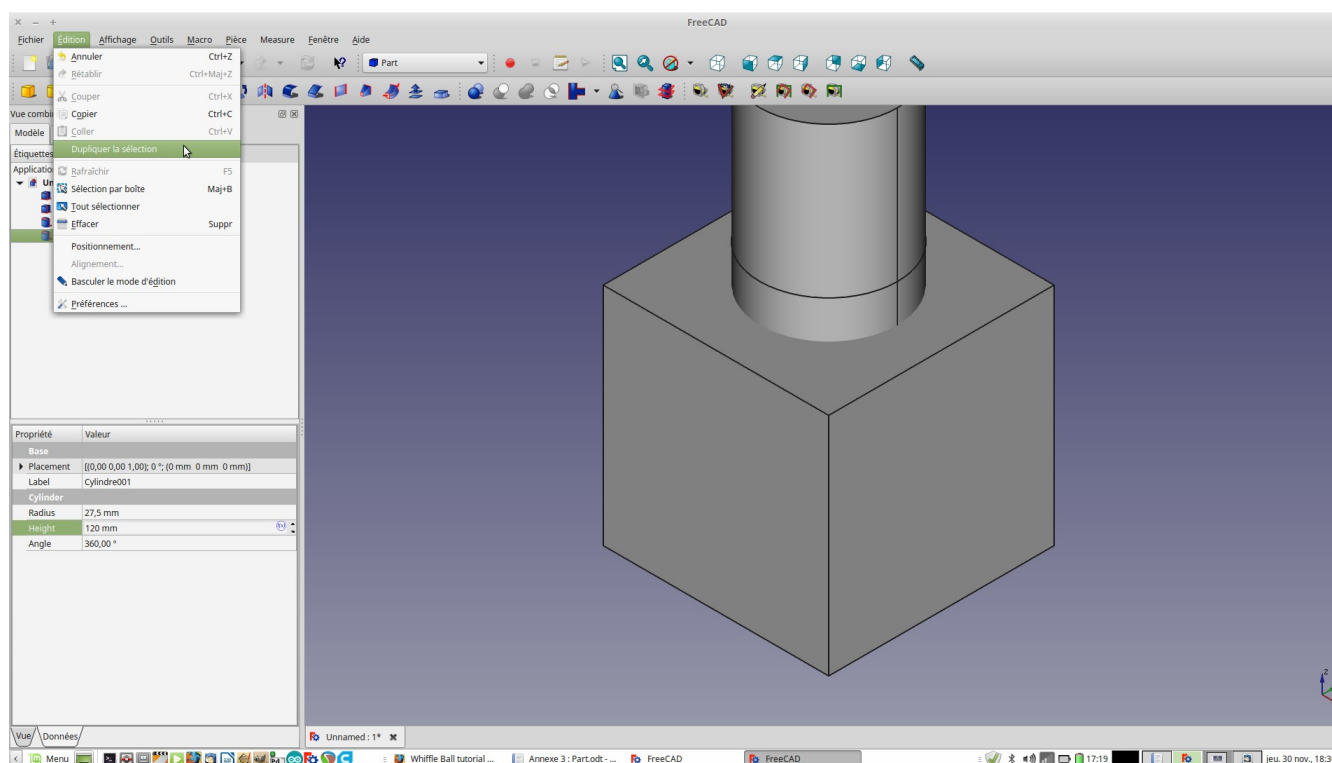 FreeCAD
Fichier Édition Affichage Outils Macro Pièce Measure Fenêtre Aide
Annuler Ctrl+Z
Rétablir Ctrl+Maj+Z
Part
Couper Ctrl+X
Vue combi
Copier Ctrl+C
Modèle
Coller Ctrl+V
Étiquettes
Dupliquer la sélection
Applicatio
Rafraîchir F5
Un
Sélection par boîte Maj+B
Tout sélectionner
Effacer Suppr
Positionnement...
Alignement...
Basculer le mode d'édition
Préférences ...
Propriété Valeur
Base
Placement [(0,00 0,00 1,00); 0 °; (0 mm 0 mm 0 mm)]
Label Cylindre001
Cylinder
Radius 27,5 mm
Height 120 mm
Angle 360,00 °
Z
Vue Données
Unnamed : 1*
Menu Whiffle Ball tutorial ... Annexe 3 : Part.odt - ... FreeCAD FreeCAD 17:19 jeu. 30 nov., 18:3